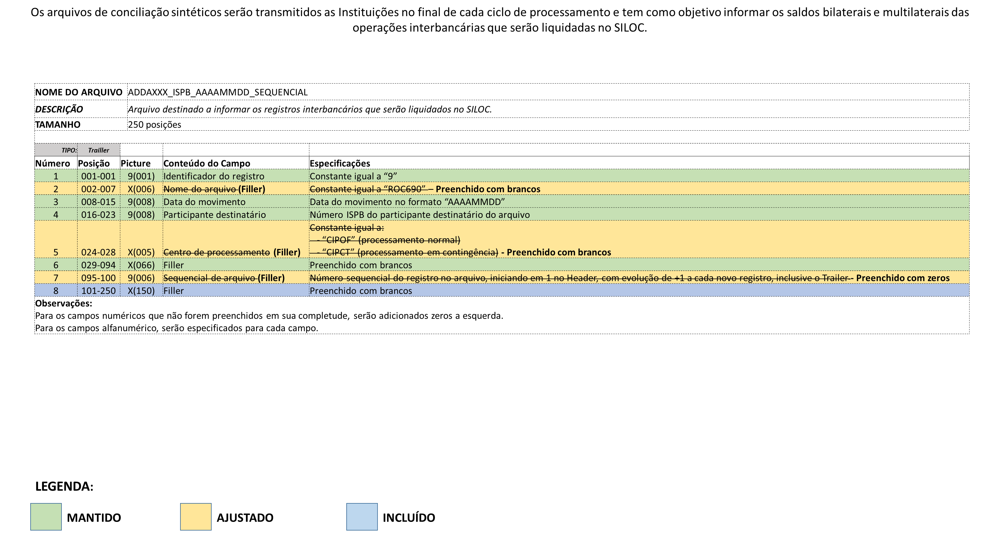 Os arquivos de conciliação sintéticos serão transmitidos as Instituições no final de cada ciclo de processamento e tem como objetivo informar os saldos bilaterais e multilaterais das
operações interbancárias que serão liquidadas no SILOC.
NOME DO ARQUIVO ADDAXXX_ISPB_AAAAMMDD_SEQUENCIAL
DESCRIÇÃO Arquivo destinado a informar os registros interbancários que serão liquidados no SILOC.
TAMANHO 250 posições
TIPO: Trailler
Número Posição Picture Conteúdo do Campo Especificações
1 001-001 9(001) Identificador do registro Constante igual a “9”
2 002-007 X(006) Nome do arquivo (Filler) Constante igual a “ROC690” – Preenchido com brancos
3 008-015 9(008) Data do movimento Data do movimento no formato “AAAAMMDD”
4 016-023 9(008) Participante destinatário Número ISPB do participante destinatário do arquivo
Constante igual a:
- “CIPOF” (processamento normal)
5 024-028 X(005) Centro de processamento (Filler) - “CIPCT” (processamento em contingência) - Preenchido com brancos
6 029-094 X(066) Filler Preenchido com brancos
7 095-100 9(006) Sequencial de arquivo (Filler) Número sequencial do registro no arquivo, iniciando em 1 no Header, com evolução de +1 a cada novo registro, inclusive o Trailer - Preenchido com zeros
8 101-250 X(150) Filler Preenchido com brancos
Observações:
Para os campos numéricos que não forem preenchidos em sua completude, serão adicionados zeros a esquerda.
Para os campos alfanumérico, serão especificados para cada campo.
LEGENDA:
MANTIDO AJUSTADO INCLUÍDO